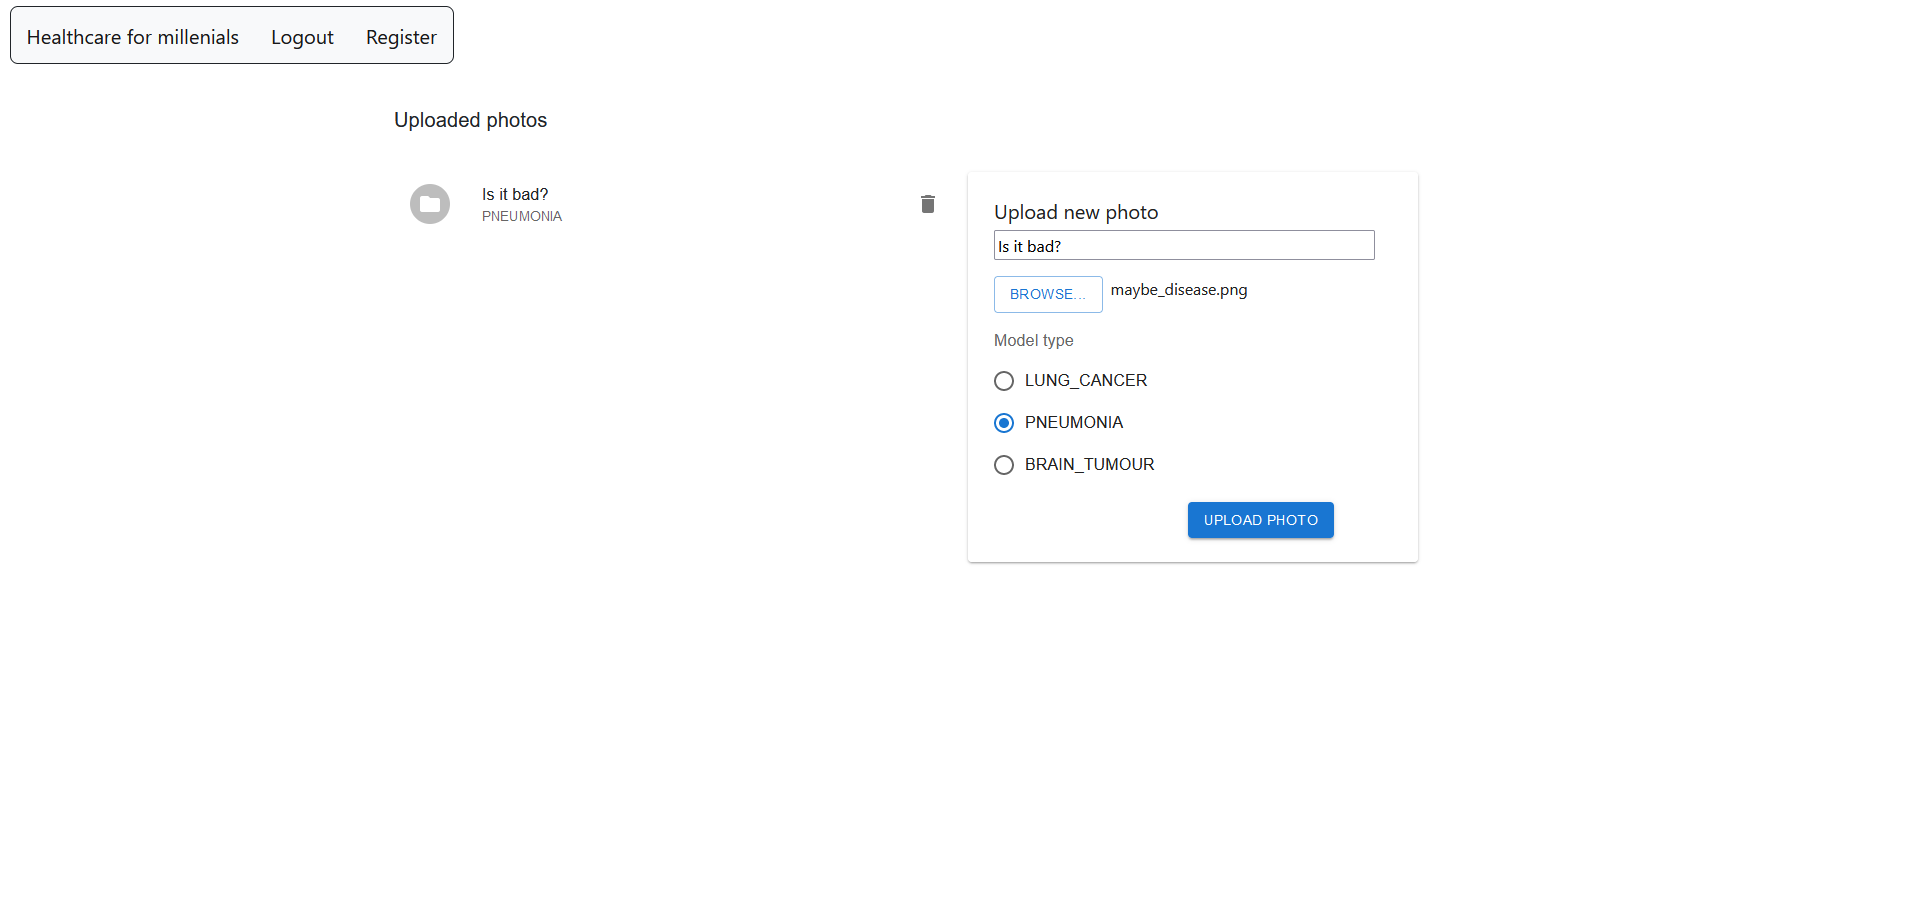 Healthcare for millenials Logout Register
Uploaded photos
Is it bad?
PNEUMONIA
Upload new photo
Is it bad?
BROWSE... maybe_disease.png
Model type
LUNG_CANCER
PNEUMONIA
BRAIN_TUMOUR
UPLOAD PHOTO